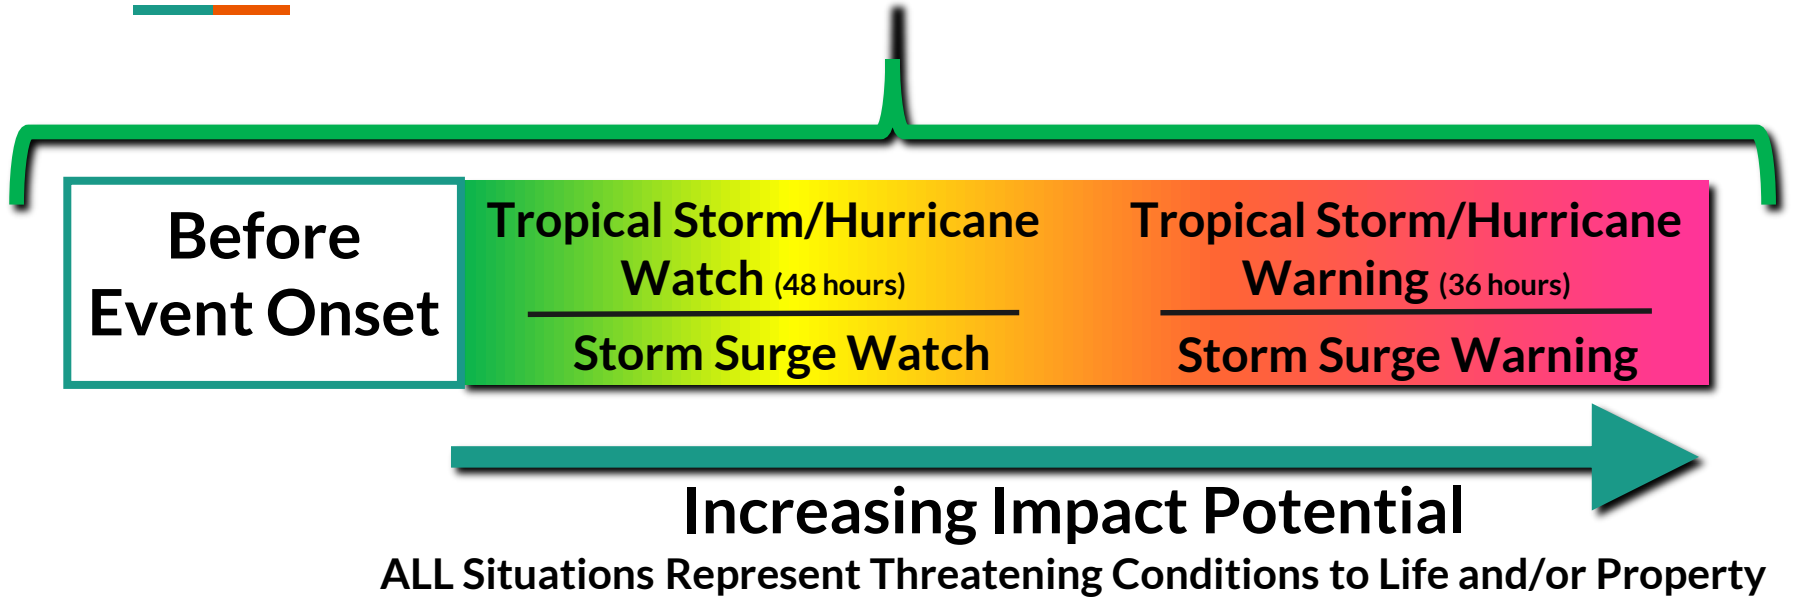 Before
Event Onset
Tropical Storm/Hurricane
Watch (48 hours)
Storm Surge Watch
Tropical Storm/Hurricane
Warning (36 hours)
Storm Surge Warning
Increasing Impact Potential
ALL Situations Represent Threatening Conditions to Life and/or Property